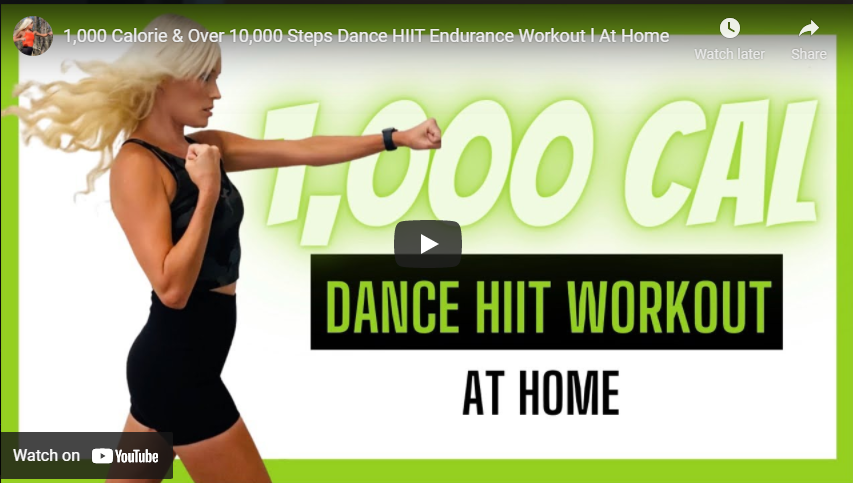 1,000 Calorie & Over 10,000 Steps Dance HIIT Endurance Workout l At Home
Watch later
Share
1,000 CAL
DANCE HIIT WORKOUT
AT HOME
Watch on YouTube